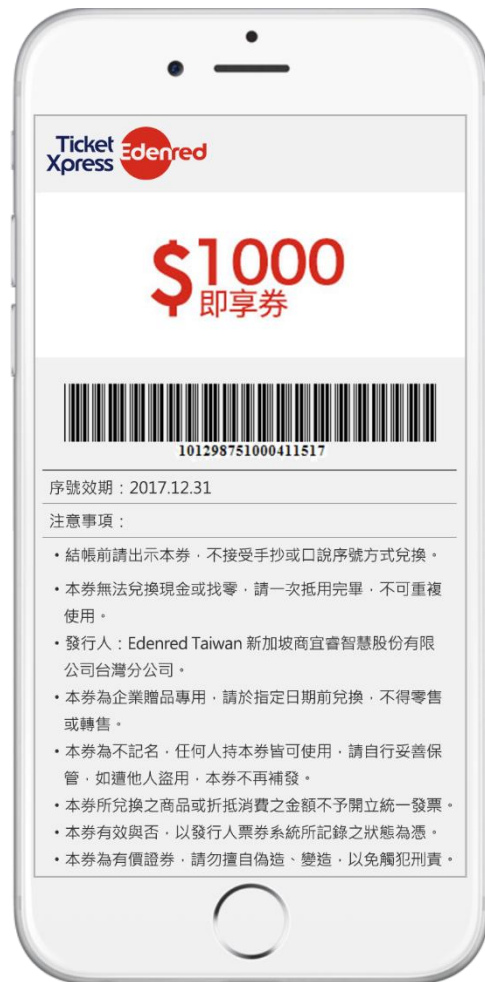 Ticket
Xpress
Edenred
$1000
即享券
101298751000411517
序號效期：2017.12.31
注意事項：
・結帳前請出示本券，不接受手抄或口說序號方式兌換。
・本券無法兌換現金或找零，請一次抵用完畢，不可重複
使用。
・發行人：Edenred Taiwan 新加坡商宜睿智慧股份有限
公司台灣分公司。
・本券為企業贈品專用，請於指定日期前兌換，不得零售
或轉售。
・本券為不記名，任何人持本券皆可使用，請自行妥善保
管，如遭他人盜用，本券不再補發。
・本券所兌換之商品或折抵消費之金額不予開立統一發票。
・本券有效與否，以發行人票券系統所記錄之狀態為憑。
・本券為有價證券，請勿擅自偽造、變造，以免觸犯刑責。